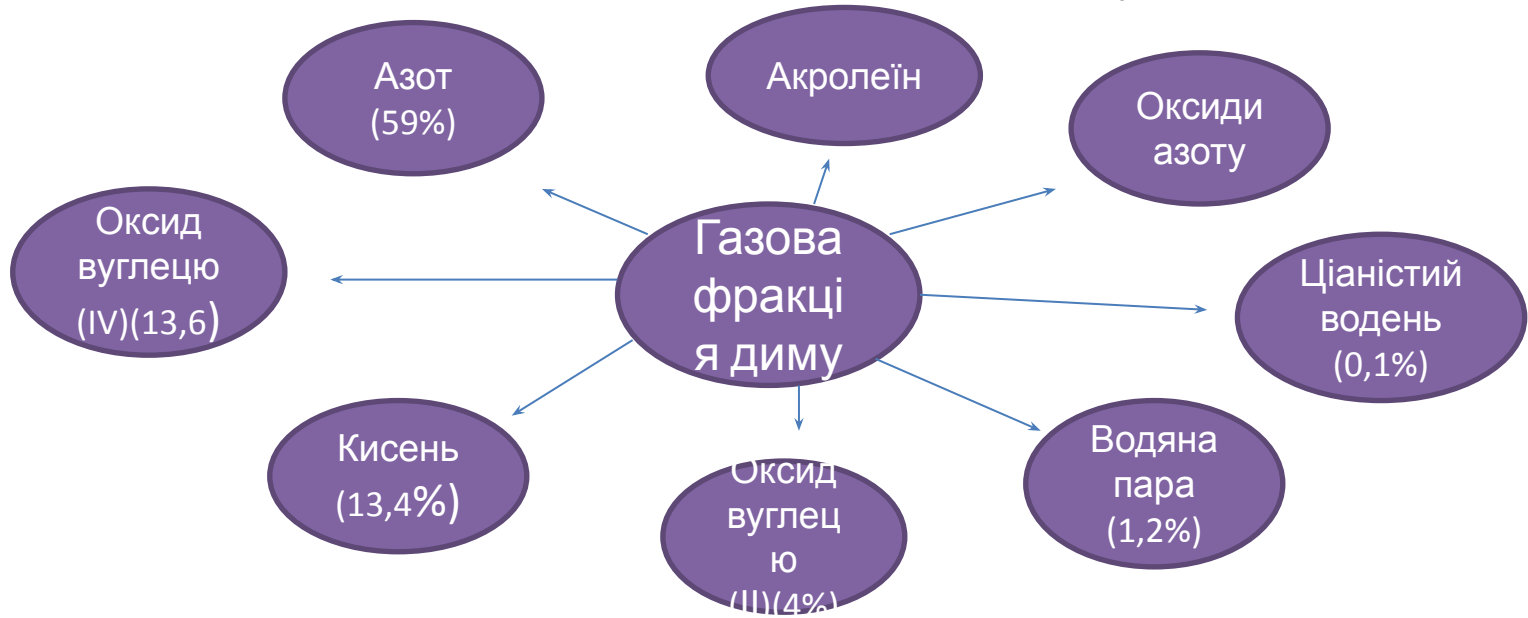 Азот
(59%)
Акролеїн
Оксиди
азоту
Оксид
вуглецю
(IV)(13,6)
Газова
фракці
я диму
Ціаністий
водень
(0,1%)
Кисень
(13,4%)
Оксид
вуглец
ю
(II)(4%)
Водяна
пара
(1,2%)